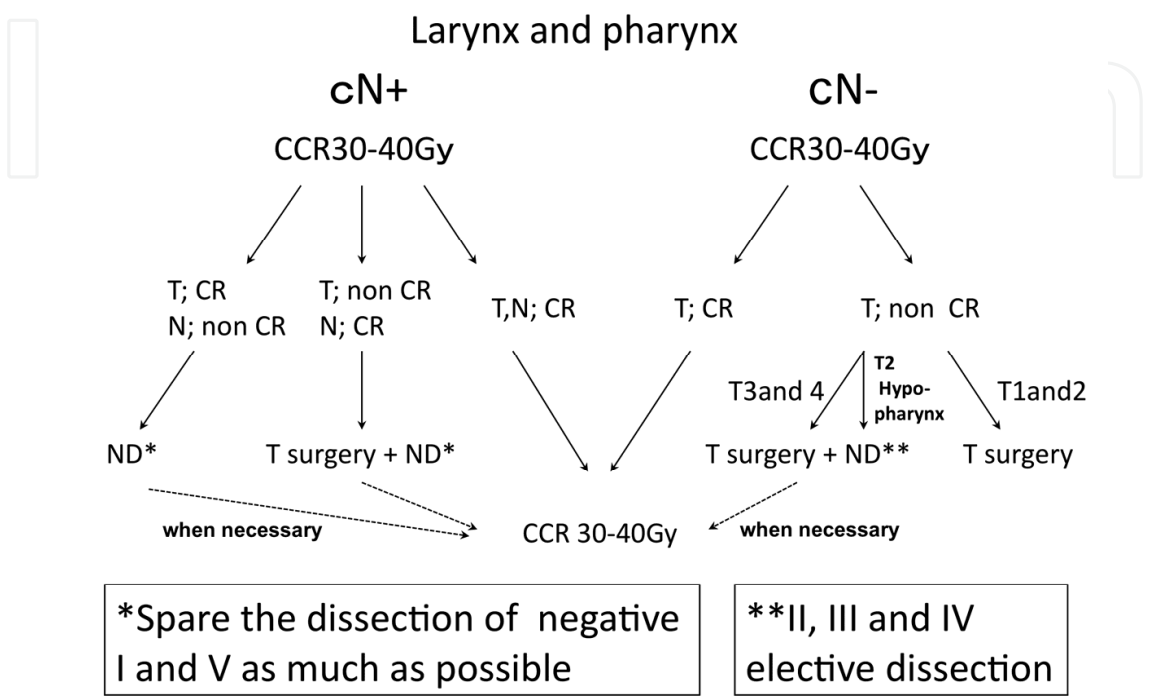 Larynx and pharynx
cN+
cN-
CCR30-40Gy
CCR30-40Gy
T; CR
N; non CR
T; non CR
N; CR
T,N; CR
T; CR
T; non CR
T3and 4
T2
Hypo-
pharynx
T1and2
ND*
T surgery + ND*
T surgery + ND**
T surgery
when necessary
CCR 30-40Gy
when necessary
*Spare the dissection of negative
I and V as much as possible
**II, III and IV
elective dissection